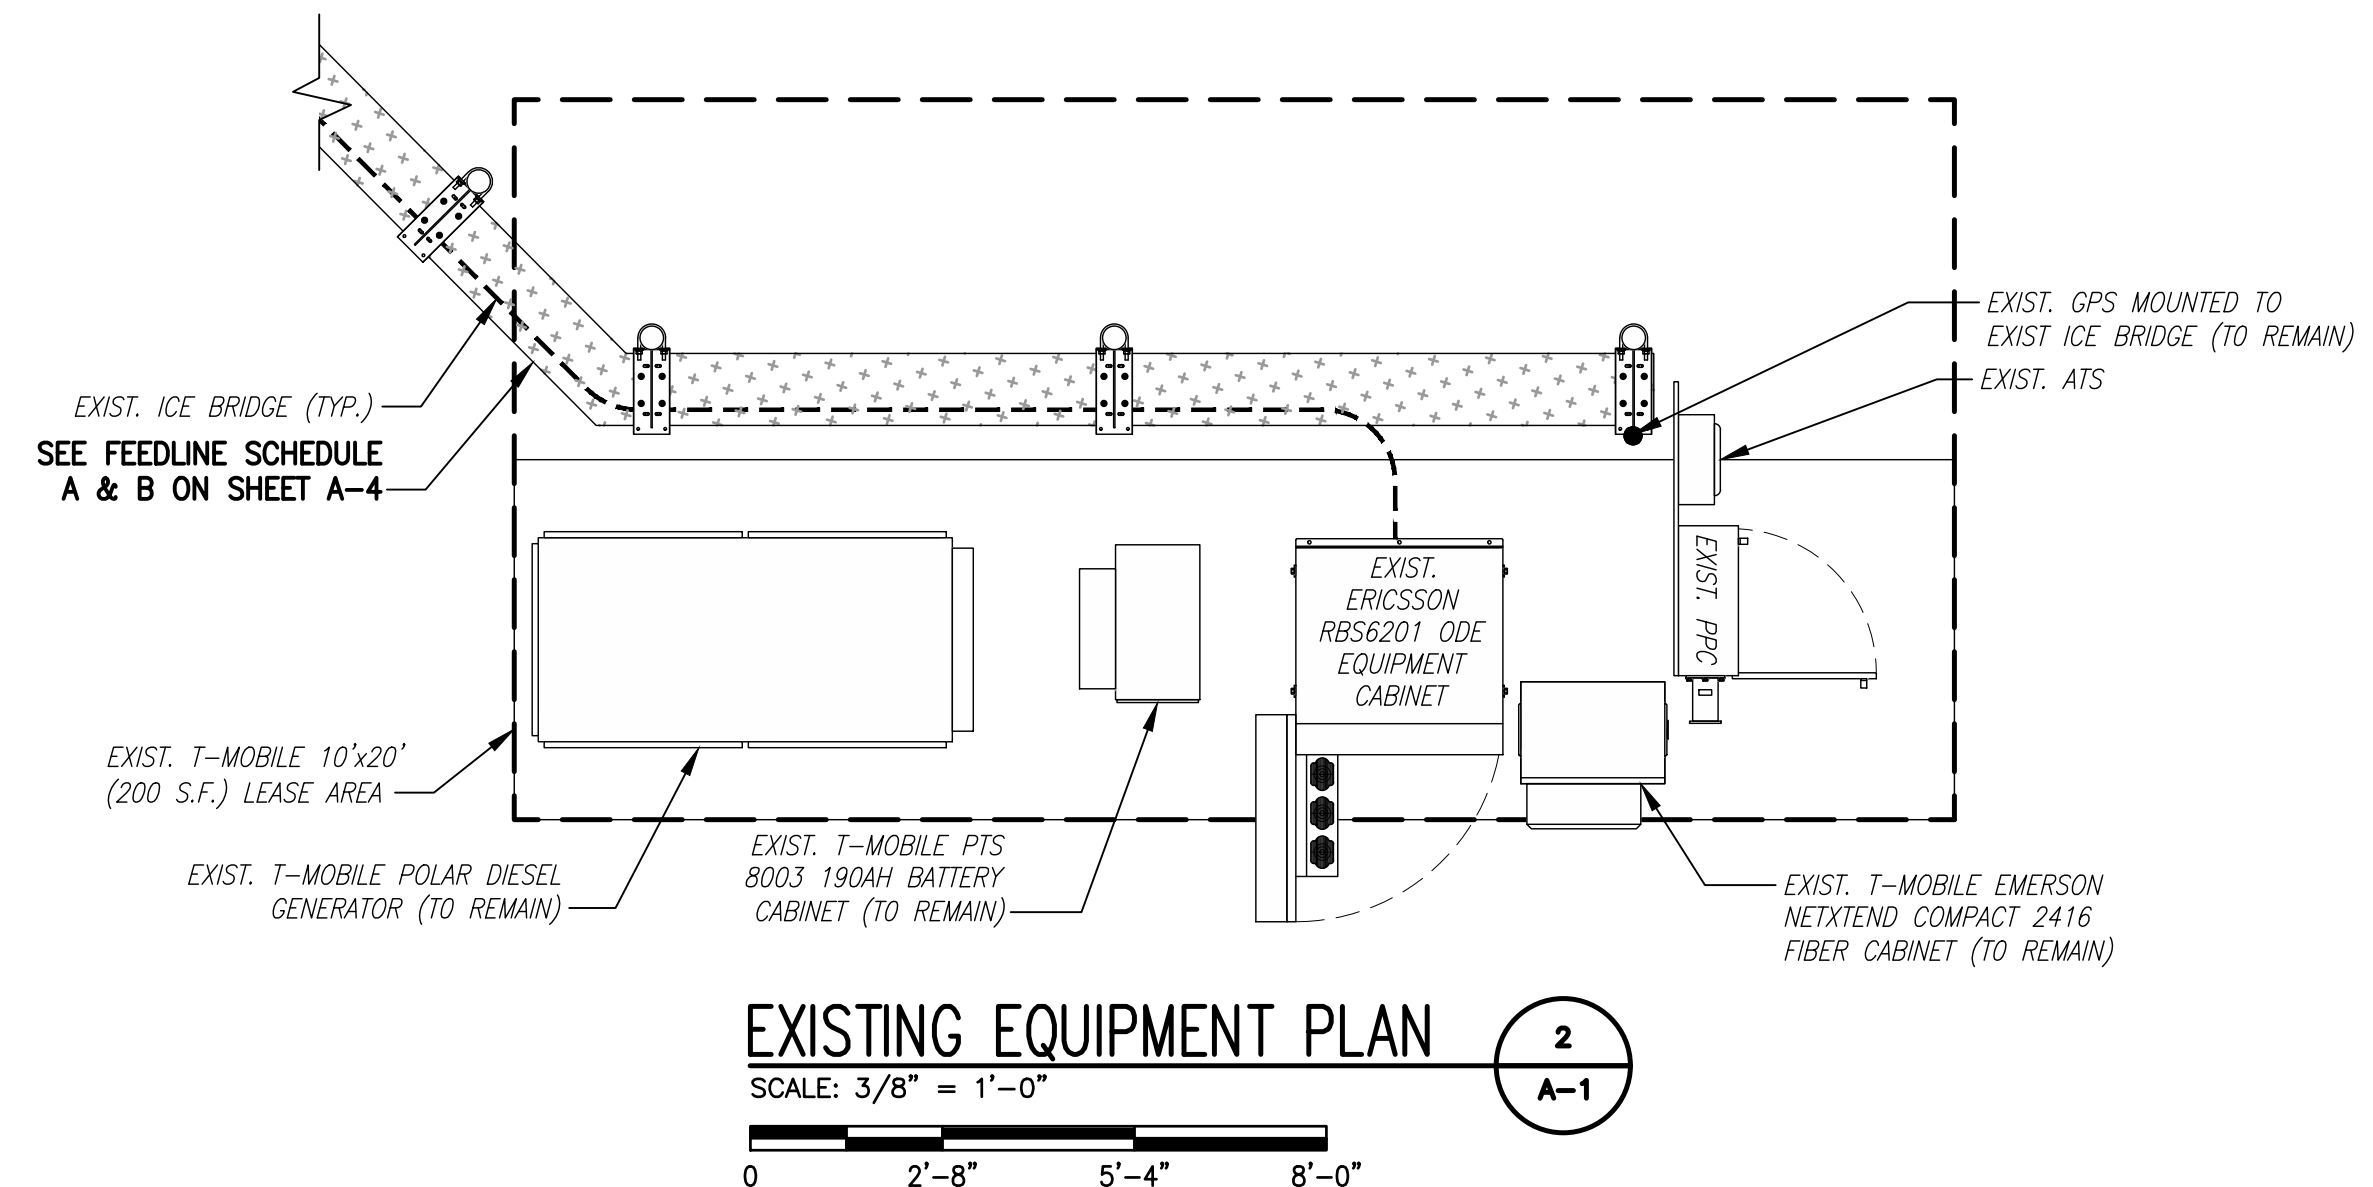 EXIST. GPS MOUNTED TO
EXIST ICE BRIDGE (TO REMAIN)
EXIST. ATS
EXIST. ICE BRIDGE (TYP.)
SEE FEEDLINE SCHEDULE
A & B ON SHEET A-4
EXIST.
ERICSSON
RBS6201 ODE
EQUIPMENT
CABINET
EXIST. PPC
EXIST. T-MOBILE 10'x20'
(200 S.F.) LEASE AREA
EXIST. T-MOBILE POLAR DIESEL
GENERATOR (TO REMAIN)
EXIST. T-MOBILE PTS
8003 190AH BATTERY
CABINET (TO REMAIN)
EXIST. T-MOBILE EMERSON
NETXTEND COMPACT 2416
FIBER CABINET (TO REMAIN)
EXISTING EQUIPMENT PLAN
2
A-1
SCALE: 3/8" = 1'-0"
0 2'-8" 5'-4" 8'-0"